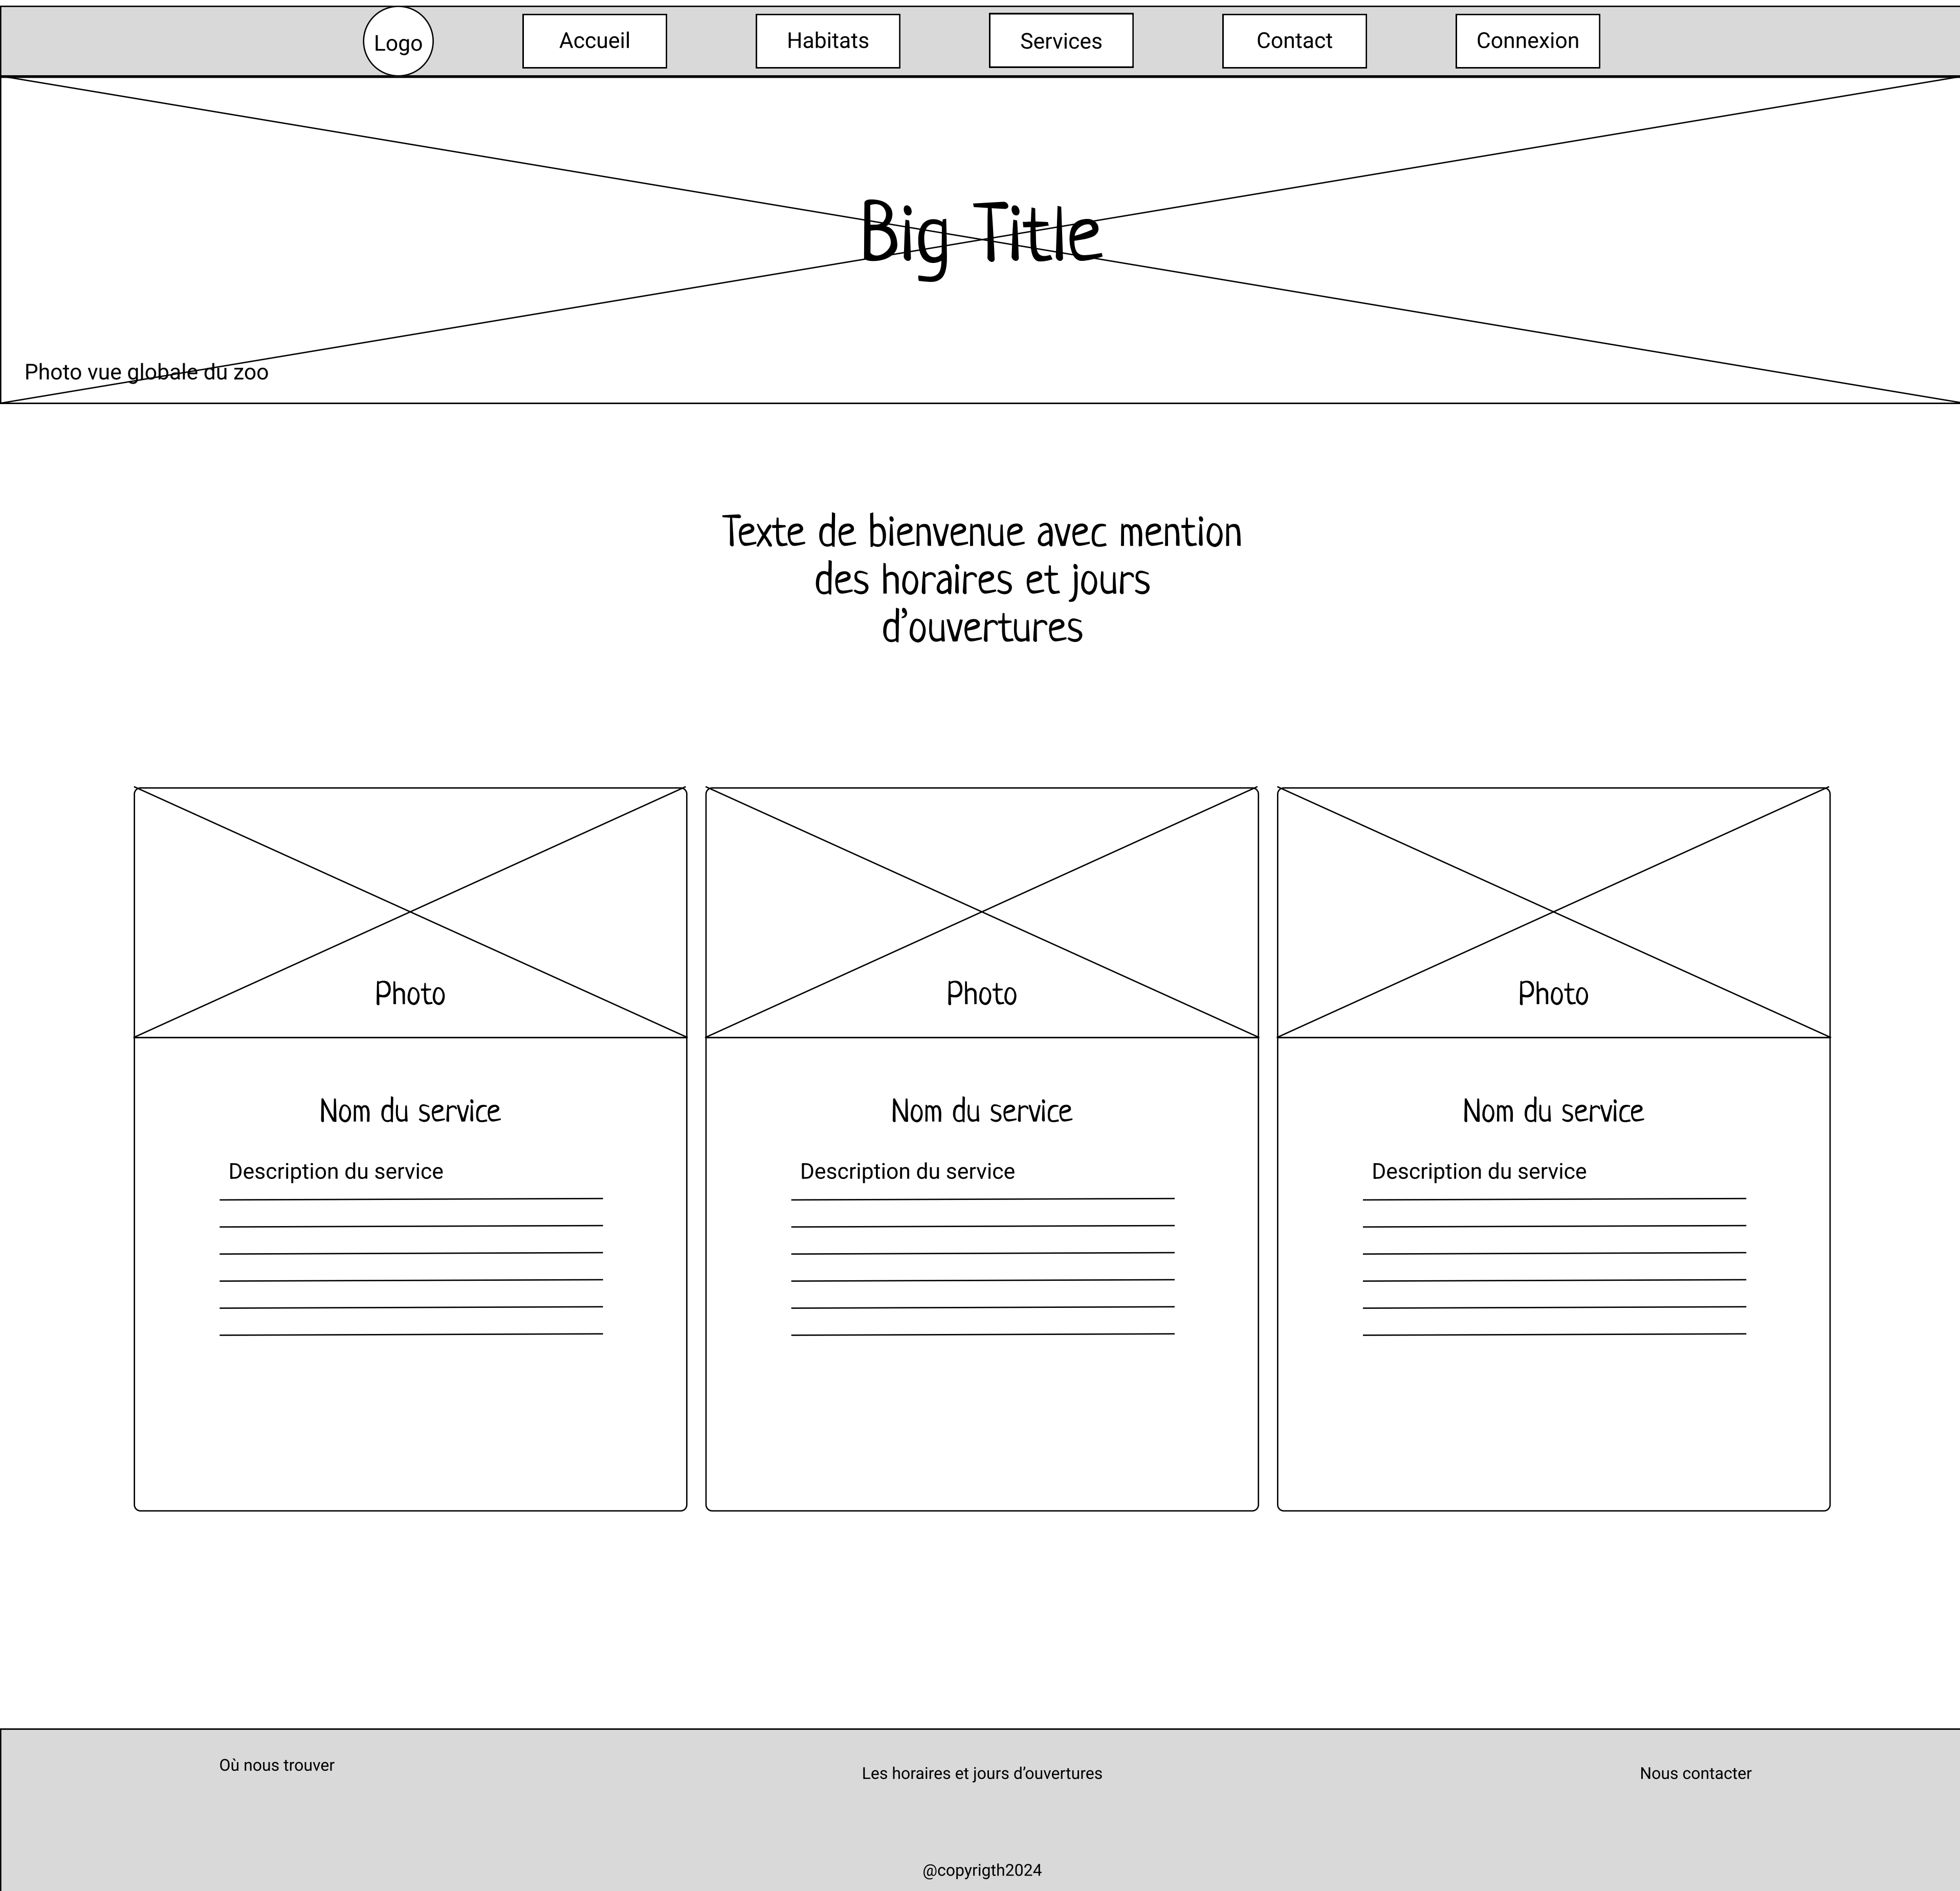 Logo
Accueil
Habitats
Services
Contact
Connexion
Big Title
Photo vue globale du zoo
Texte de bienvenue avec mention
des horaires et jours
d’ouvertures
Photo
Photo
Photo
Nom du service
Nom du service
Nom du service
Description du service
Description du service
Description du service
Où nous trouver
Les horaires et jours d’ouvertures
Nous contacter
@copyrigth2024